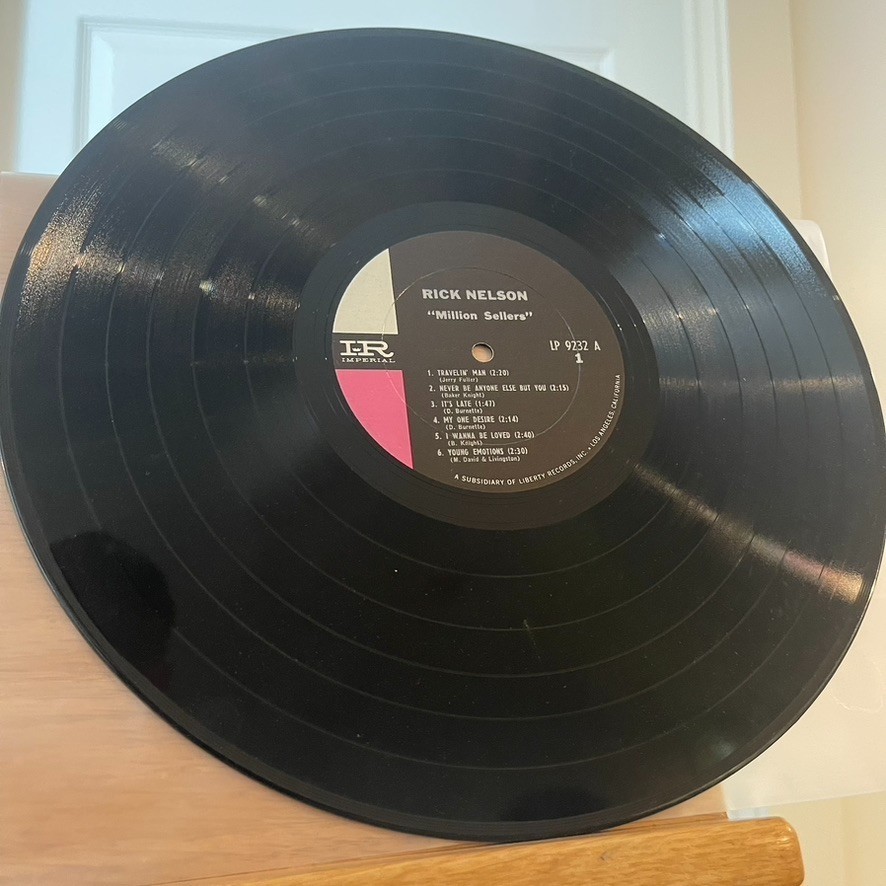 RICK NELSON
"Million Sellers"
I-R
IMPERIAL
LP 9232 A
1
1. TRAVELIN' MAN (2:20)
(Jerry Fuller)
2. NEVER BE ANYONE ELSE BUT YOU (2:15)
(Baker Knight)
3. IT'S LATE (1:47)
(D. Burnette)
4. MY ONE DESIRE (2:14)
(D. Burnette)
5. I WANNA BE LOVED (2:40)
(B. Knight)
6. YOUNG EMOTIONS (2:30)
(M. David & Livingston)
A SUBSIDIARY OF LIBERTY RECORDS, INC. • LOS ANGELES, CALIFORNIA